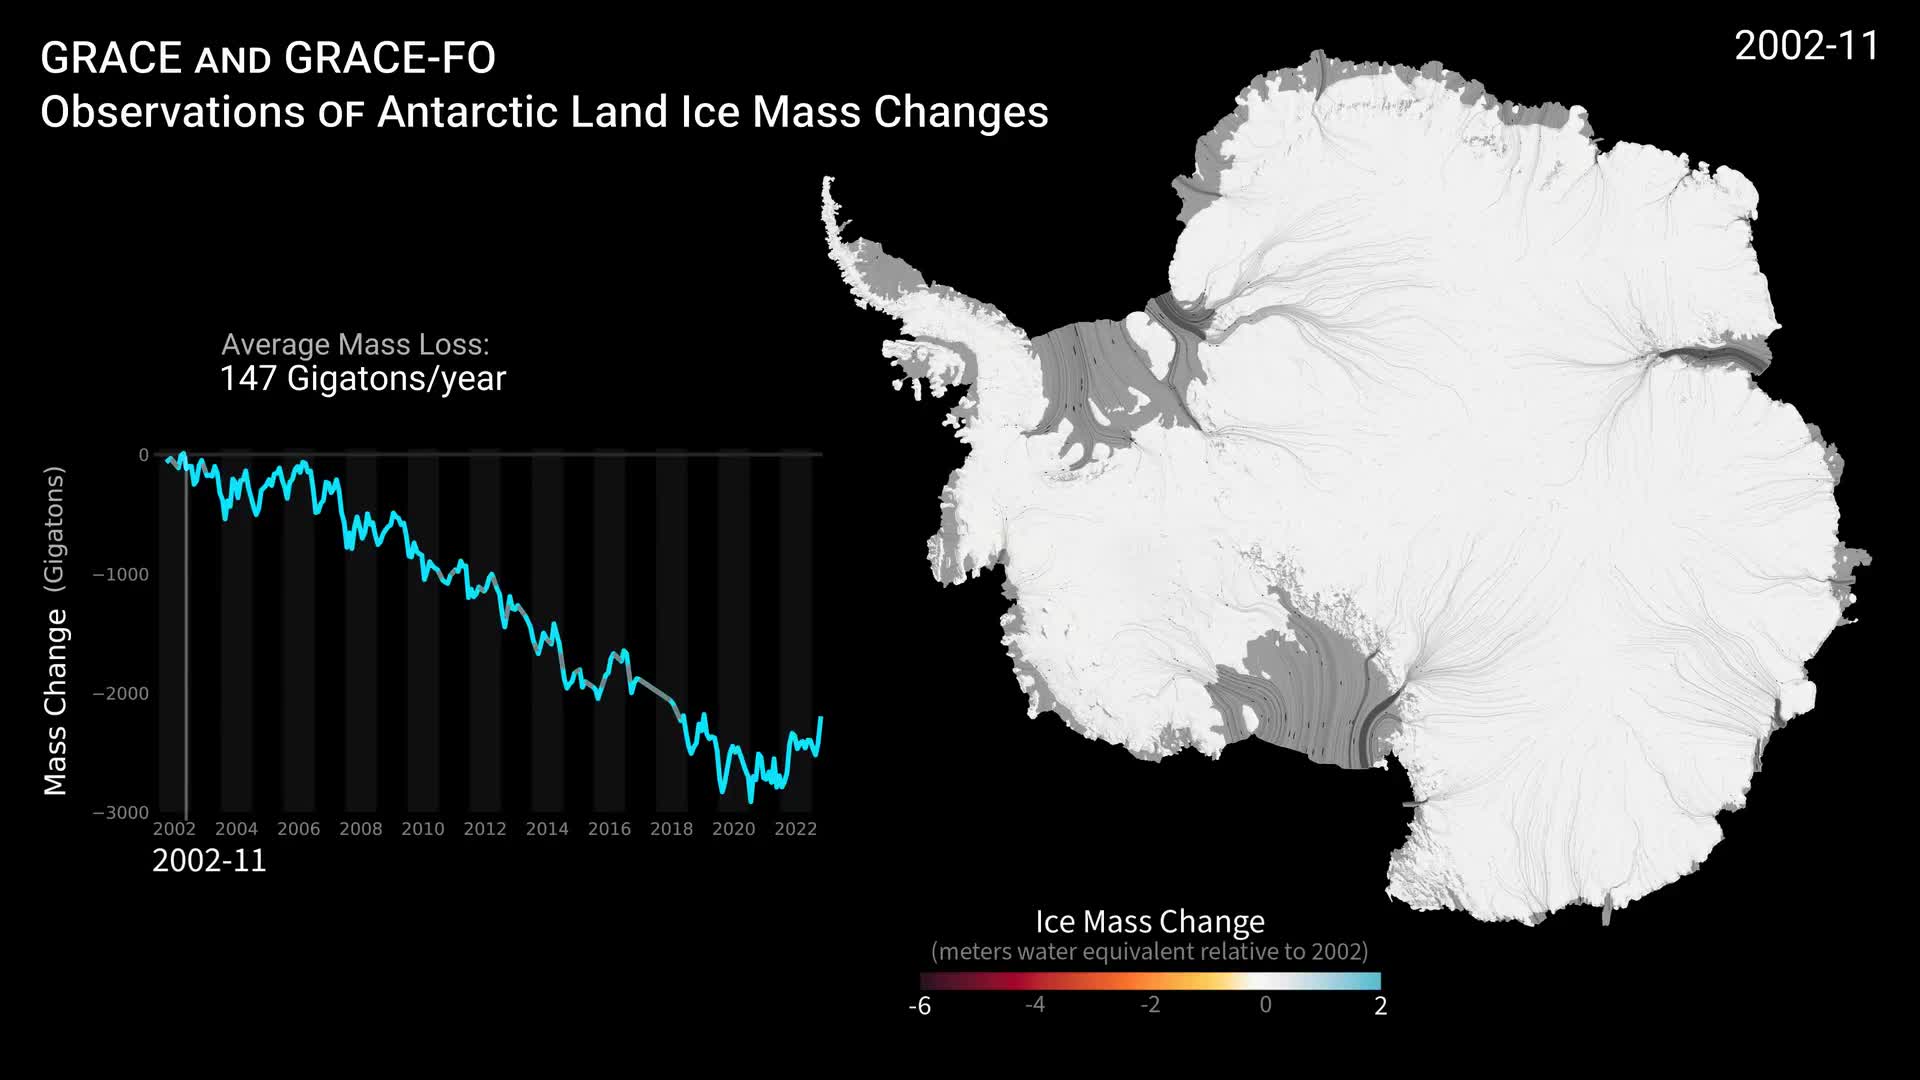 GRACE AND GRACE-FO
Observations OF Antarctic Land Ice Mass Changes
2002-11
Average Mass Loss:
147 Gigatons/year
Mass Change (Gigatons)
0
−1000
−2000
−3000
2002 2004 2006 2008 2010 2012 2014 2016 2018 2020 2022
2002-11
Ice Mass Change
(meters water equivalent relative to 2002)
-6 -4 -2 0 2